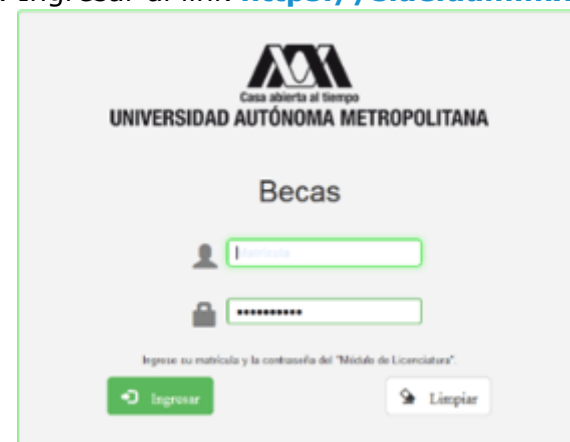 Ingresar al link
Casa abierta al tiempo
UNIVERSIDAD AUTÓNOMA METROPOLITANA
Becas
Matrícula
••••••••••
Ingrese su matrícula y la contraseña del "Módulo de Licenciatura".
Ingresar
Limpiar